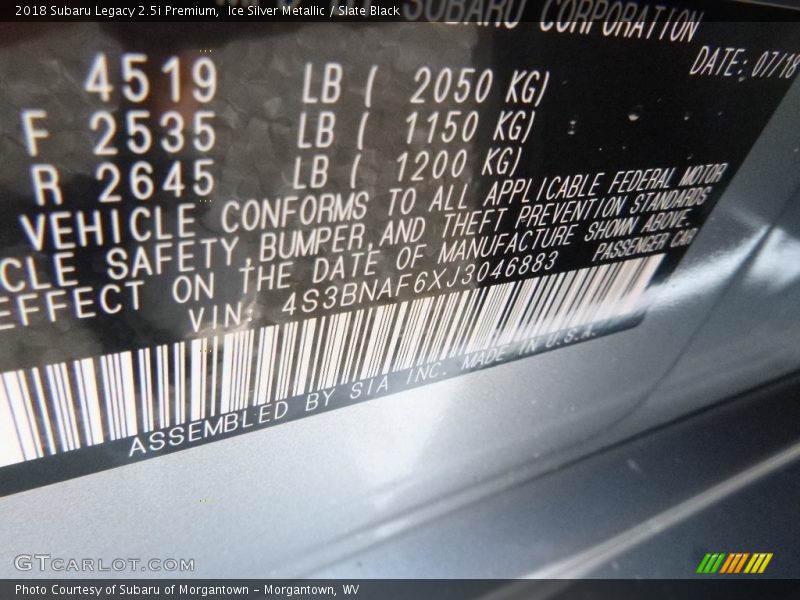 2018 Subaru Legacy 2.5i Premium, Ice Silver Metallic / Slate Black
SUBARU CORPORATION
DATE: 07/18
4519 LB ( 2050 KG)
F 2535 LB ( 1150 KG)
R 2645 LB ( 1200 KG)
VEHICLE CONFORMS TO ALL APPLICABLE FEDERAL MOTOR
CLE SAFETY, BUMPER, AND THEFT PREVENTION STANDARDS
EFFECT ON THE DATE OF MANUFACTURE SHOWN ABOVE.
VIN: 4S3BNAF6XJ3046883 PASSENGER CAR
ASSEMBLED BY SIA INC. MADE IN U.S.A.
GTCARLOT.COM
Photo Courtesy of Subaru of Morgantown - Morgantown, WV